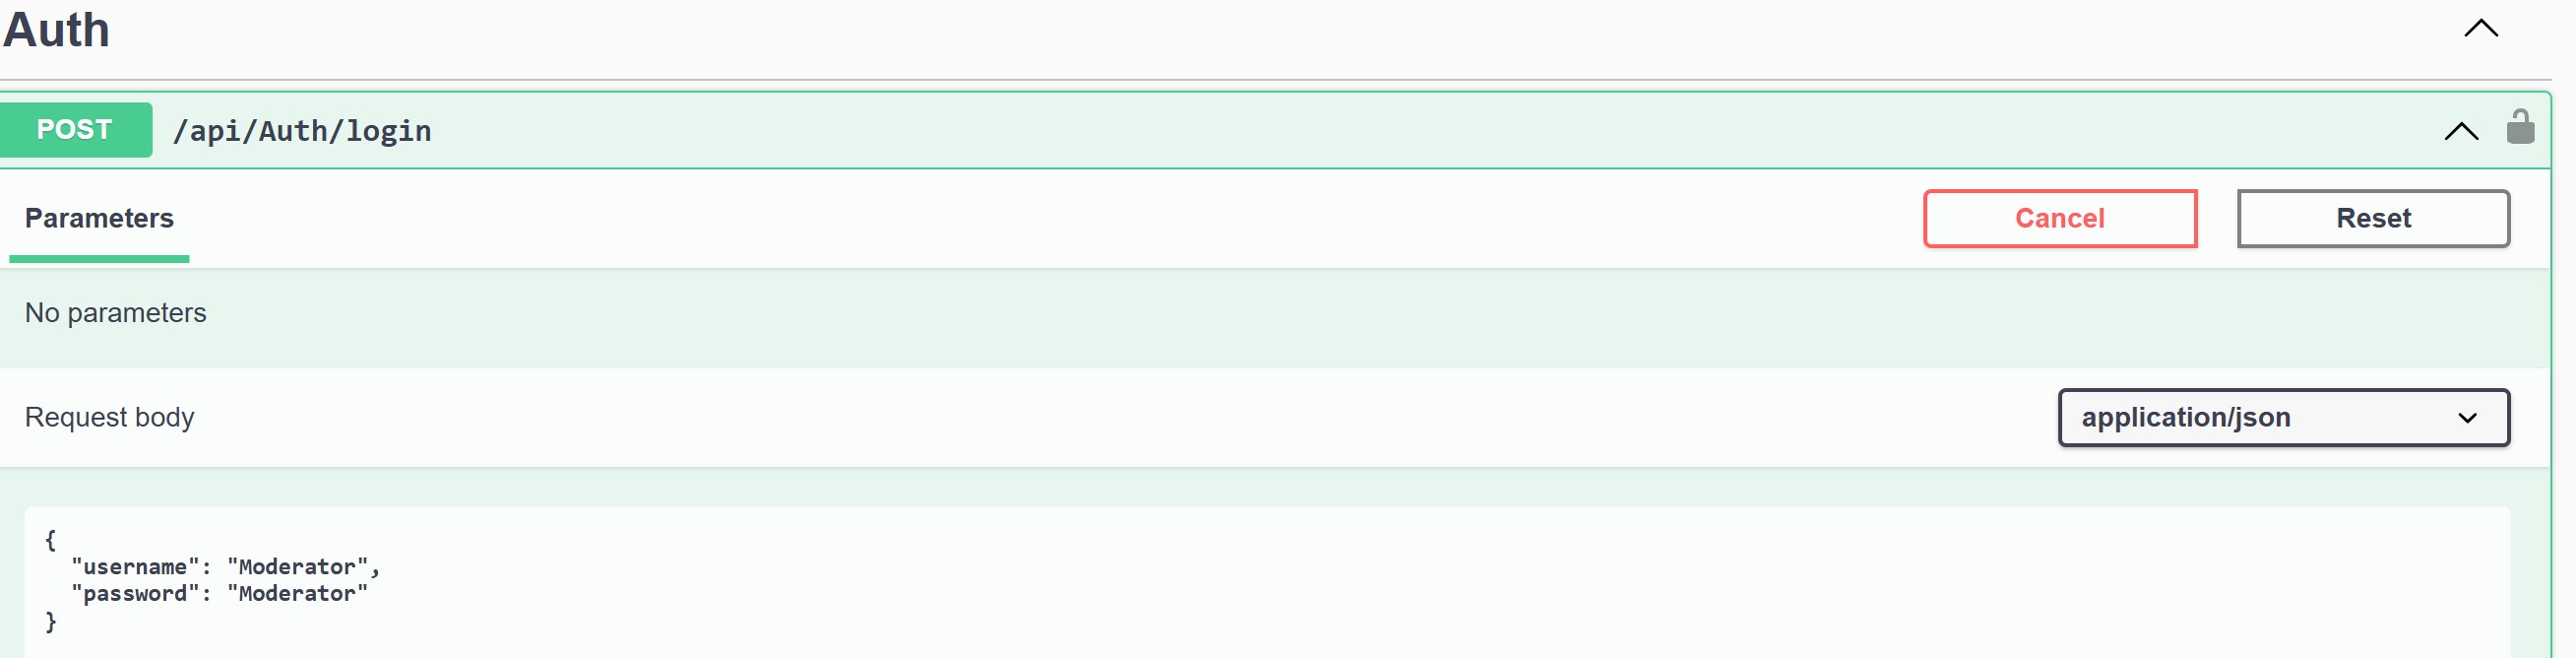 Auth
POST /api/Auth/login
Parameters Cancel Reset
No parameters
Request body application/json
{
  "username": "Moderator",
  "password": "Moderator"
}